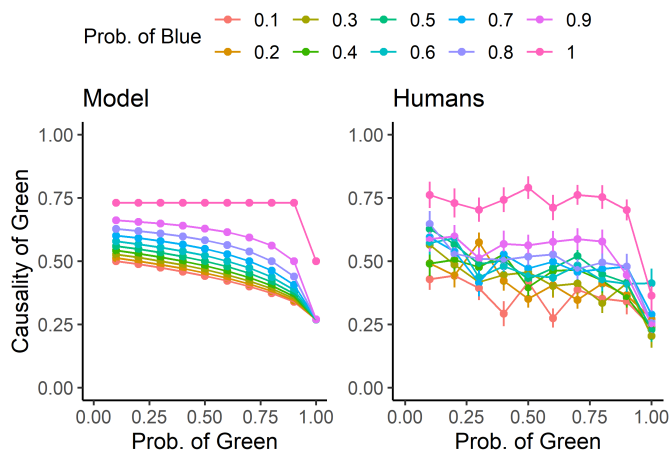 Prob. of Blue 0.1 0.3 0.5 0.7 0.9
0.2 0.4 0.6 0.8 1
Model Humans
1.00 1.00
0.75 0.75
0.50 0.50
0.25 0.25
0.00 0.00
Causality of Green
0.00 0.25 0.50 0.75 1.00 0.00 0.25 0.50 0.75 1.00
Prob. of Green Prob. of Green